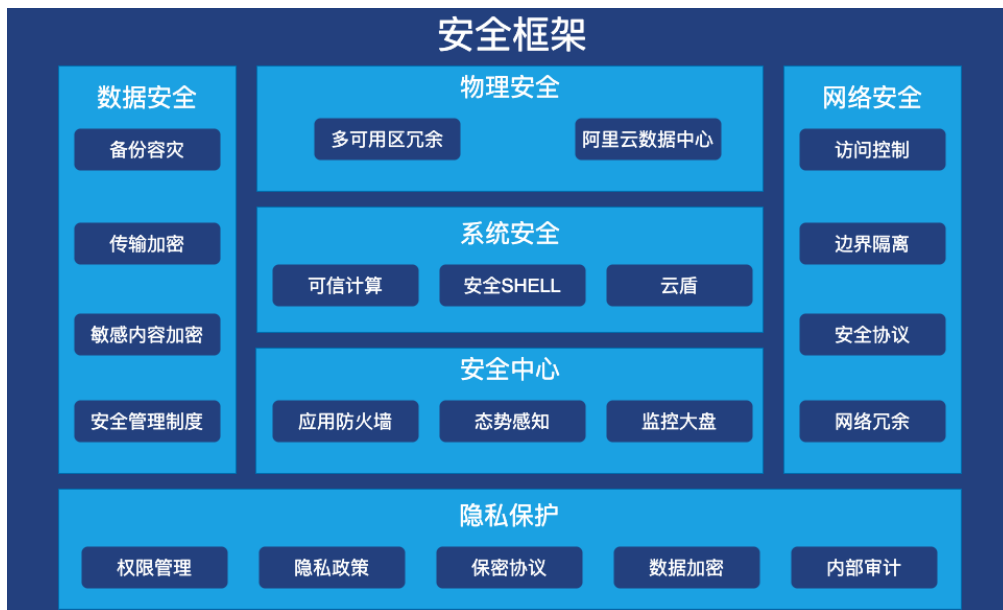 安全框架
数据安全
备份容灾
传输加密
敏感内容加密
安全管理制度
物理安全
多可用区冗余
阿里云数据中心
系统安全
可信计算
安全SHELL
云盾
安全中心
应用防火墙
态势感知
监控大盘
网络安全
访问控制
边界隔离
安全协议
网络冗余
隐私保护
权限管理
隐私政策
保密协议
数据加密
内部审计